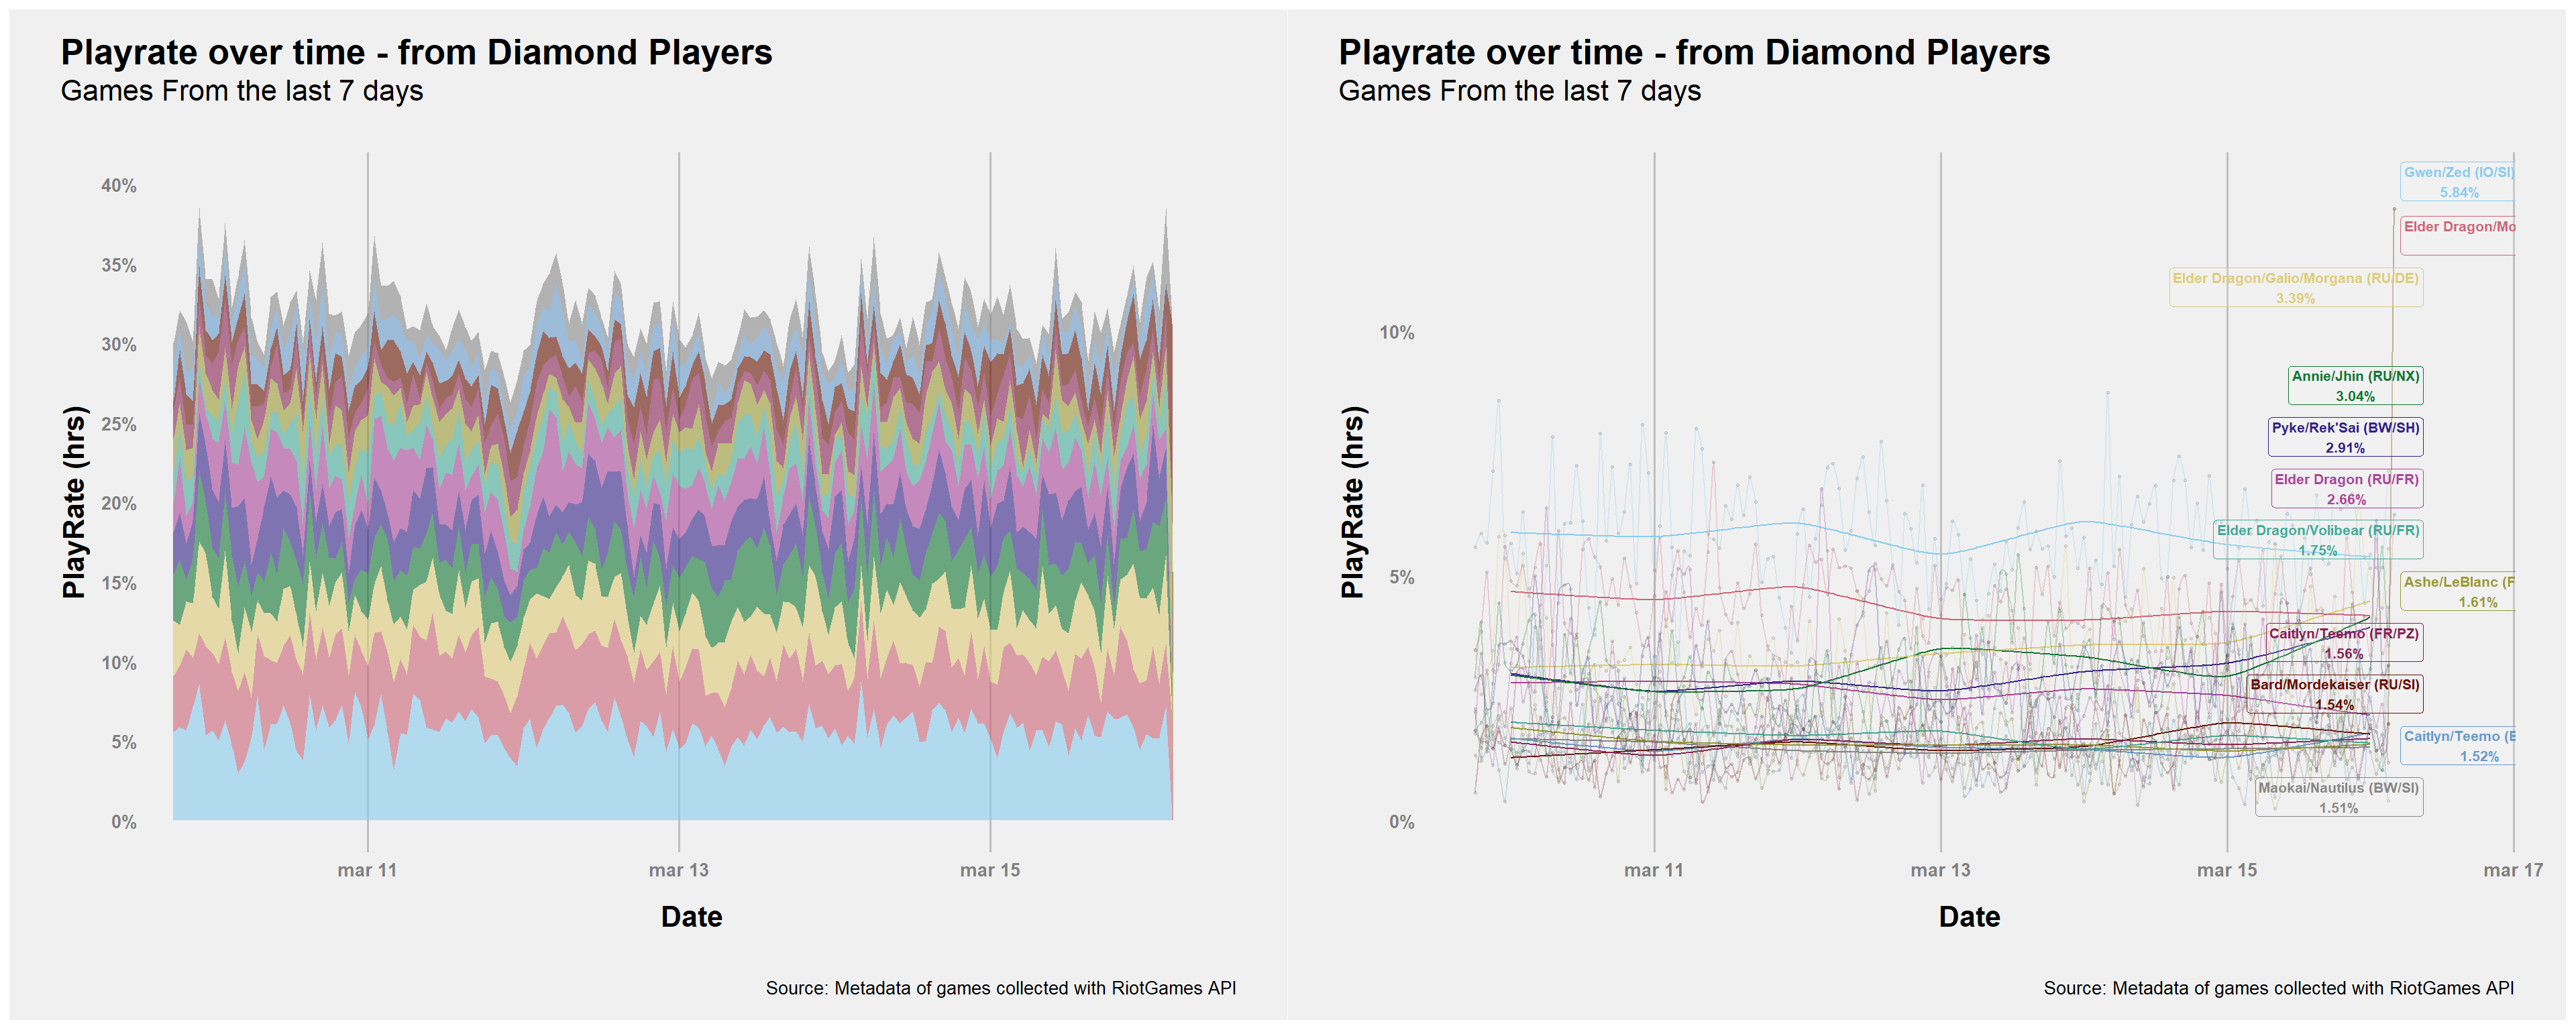 Playrate over time - from Diamond Players
Games From the last 7 days
PlayRate (hrs)
40%
35%
30%
25%
20%
15%
10%
5%
0%
mar 11
mar 13
mar 15
Date
Source: Metadata of games collected with RiotGames API
Playrate over time - from Diamond Players
Games From the last 7 days
PlayRate (hrs)
10%
5%
0%
Gwen/Zed (IO/SI)
5.84%
Elder Dragon/Mo
Elder Dragon/Galio/Morgana (RU/DE)
3.39%
Annie/Jhin (RU/NX)
3.04%
Pyke/Rek'Sai (BW/SH)
2.91%
Elder Dragon (RU/FR)
2.66%
Elder Dragon/Volibear (RU/FR)
1.75%
Ashe/LeBlanc (F
1.61%
Caitlyn/Teemo (FR/PZ)
1.56%
Bard/Mordekaiser (RU/SI)
1.54%
Caitlyn/Teemo (E
1.52%
Maokai/Nautilus (BW/SI)
1.51%
mar 11
mar 13
mar 15
mar 17
Date
Source: Metadata of games collected with RiotGames API